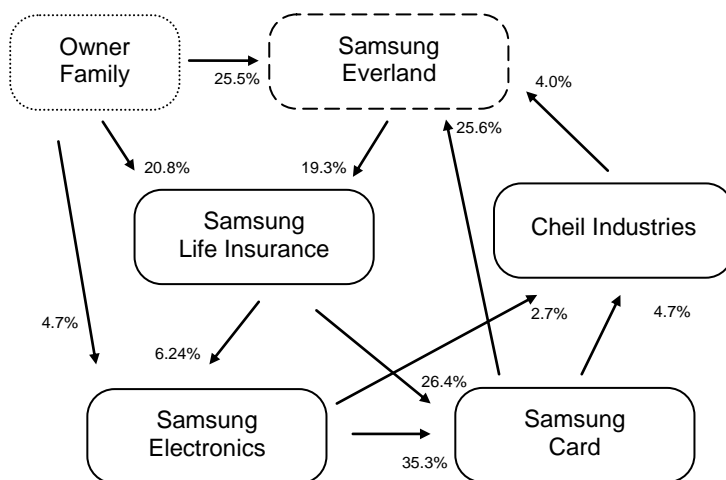 Owner
Family
Samsung
Everland
25.5%
4.0%
25.6%
20.8%
19.3%
Samsung
Life Insurance
Cheil Industries
4.7%
2.7%
4.7%
6.24%
26.4%
Samsung
Electronics
Samsung
Card
35.3%